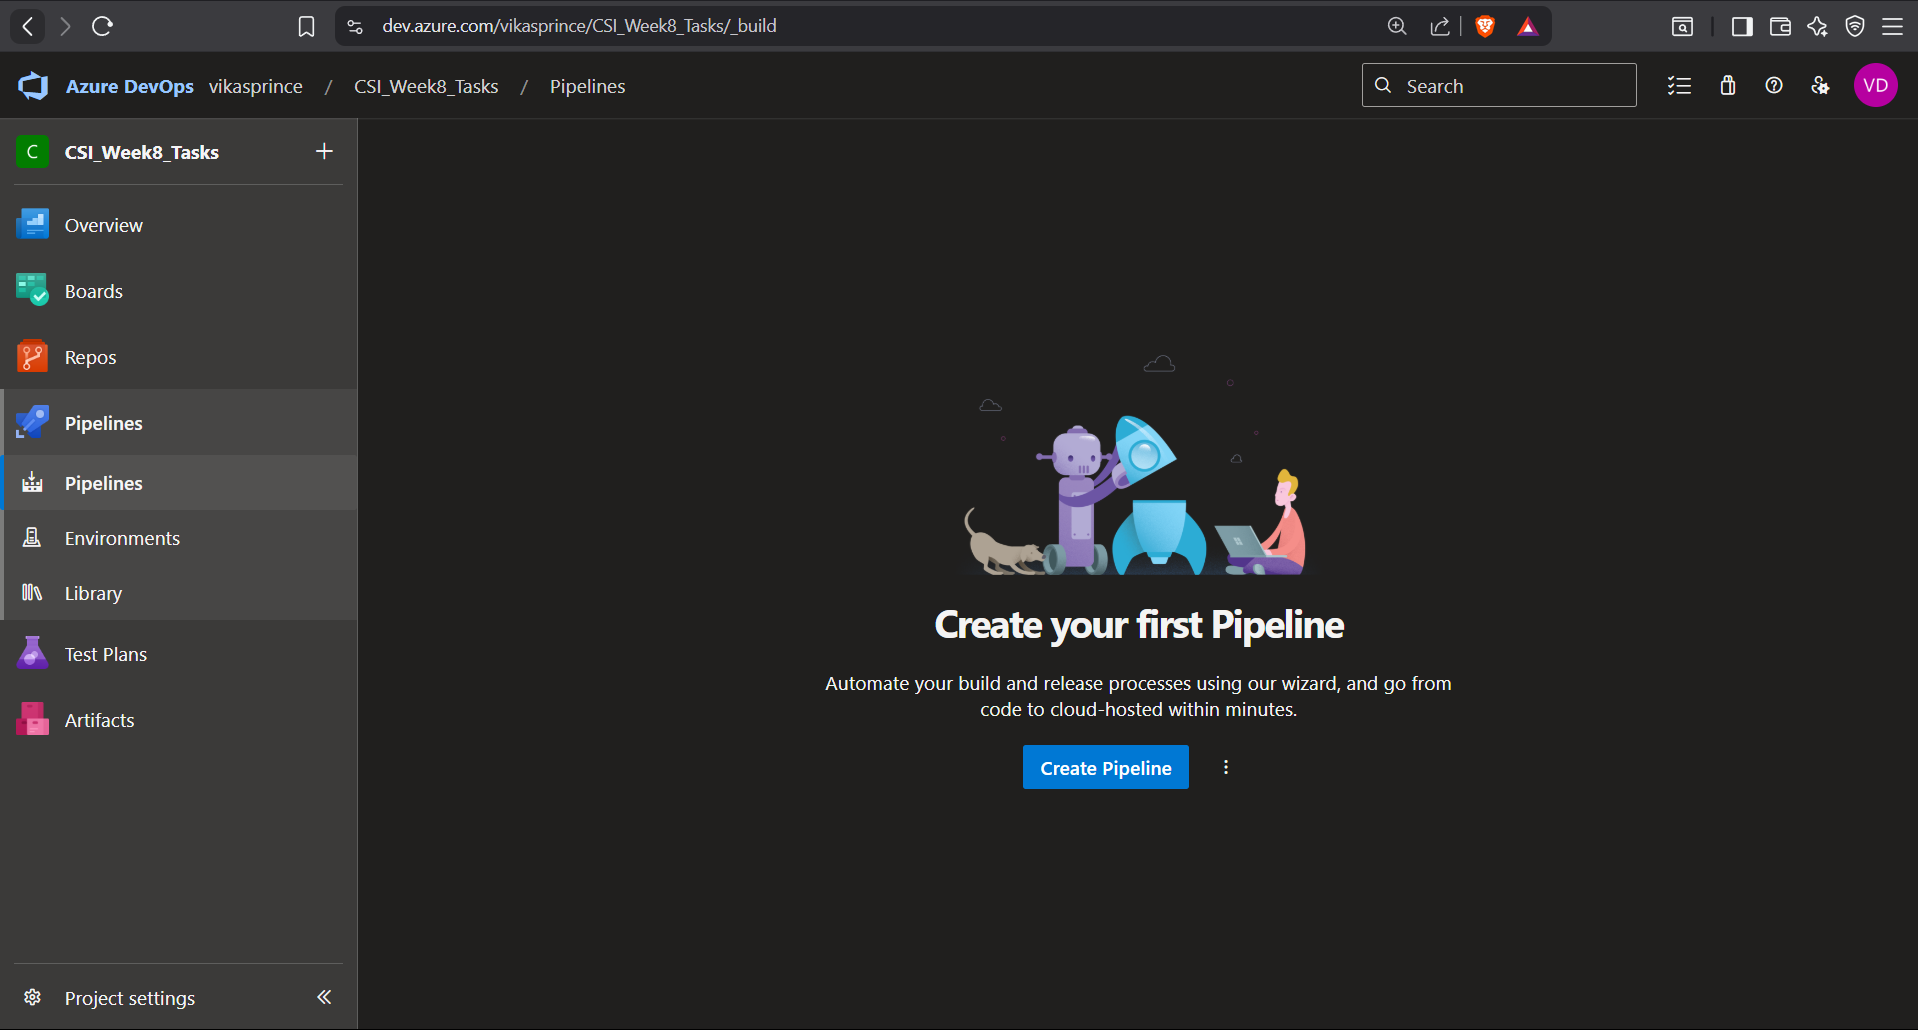 dev.azure.com/vikasprince/CSI_Week8_Tasks/_build
Azure DevOps vikasprince / CSI_Week8_Tasks / Pipelines
Search
VD
C CSI_Week8_Tasks
Overview
Boards
Repos
Pipelines
Pipelines
Environments
Library
Test Plans
Artifacts
Create your first Pipeline
Automate your build and release processes using our wizard, and go from
code to cloud-hosted within minutes.
Create Pipeline
Project settings